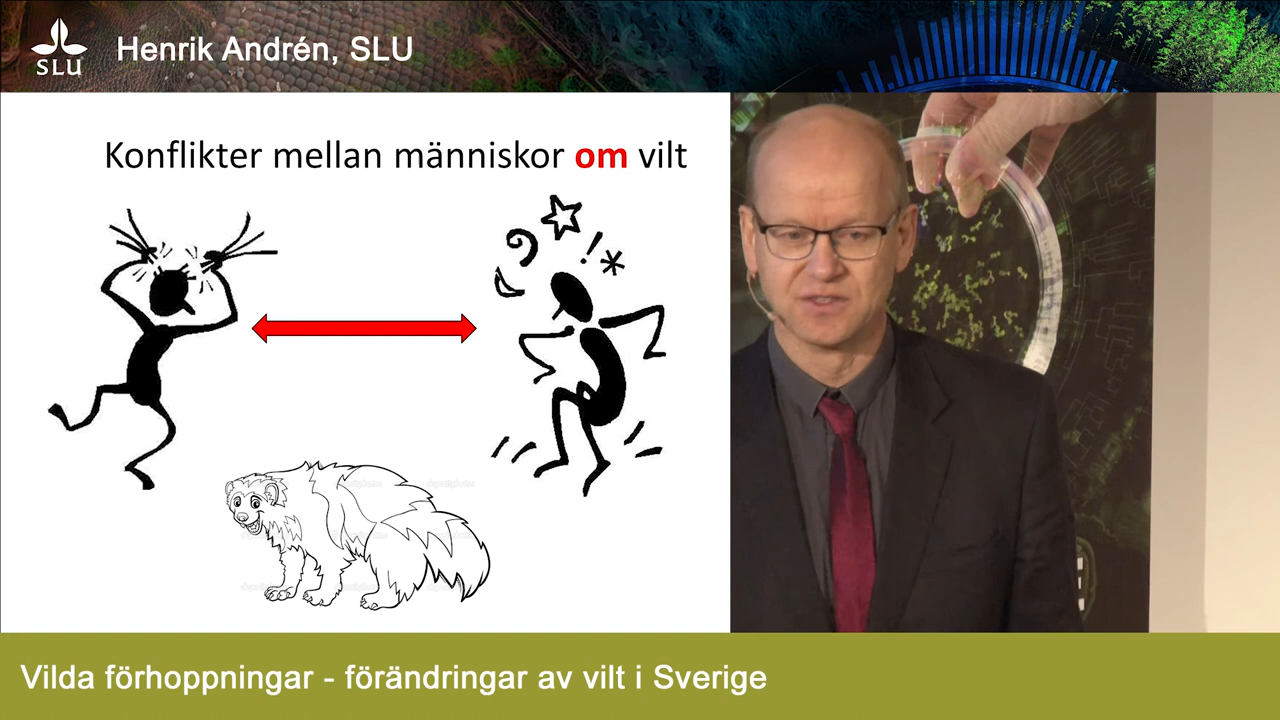 SLU
Henrik Andrén, SLU
Konflikter mellan människor om vilt
!
*
Vilda förhoppningar - förändringar av vilt i Sverige